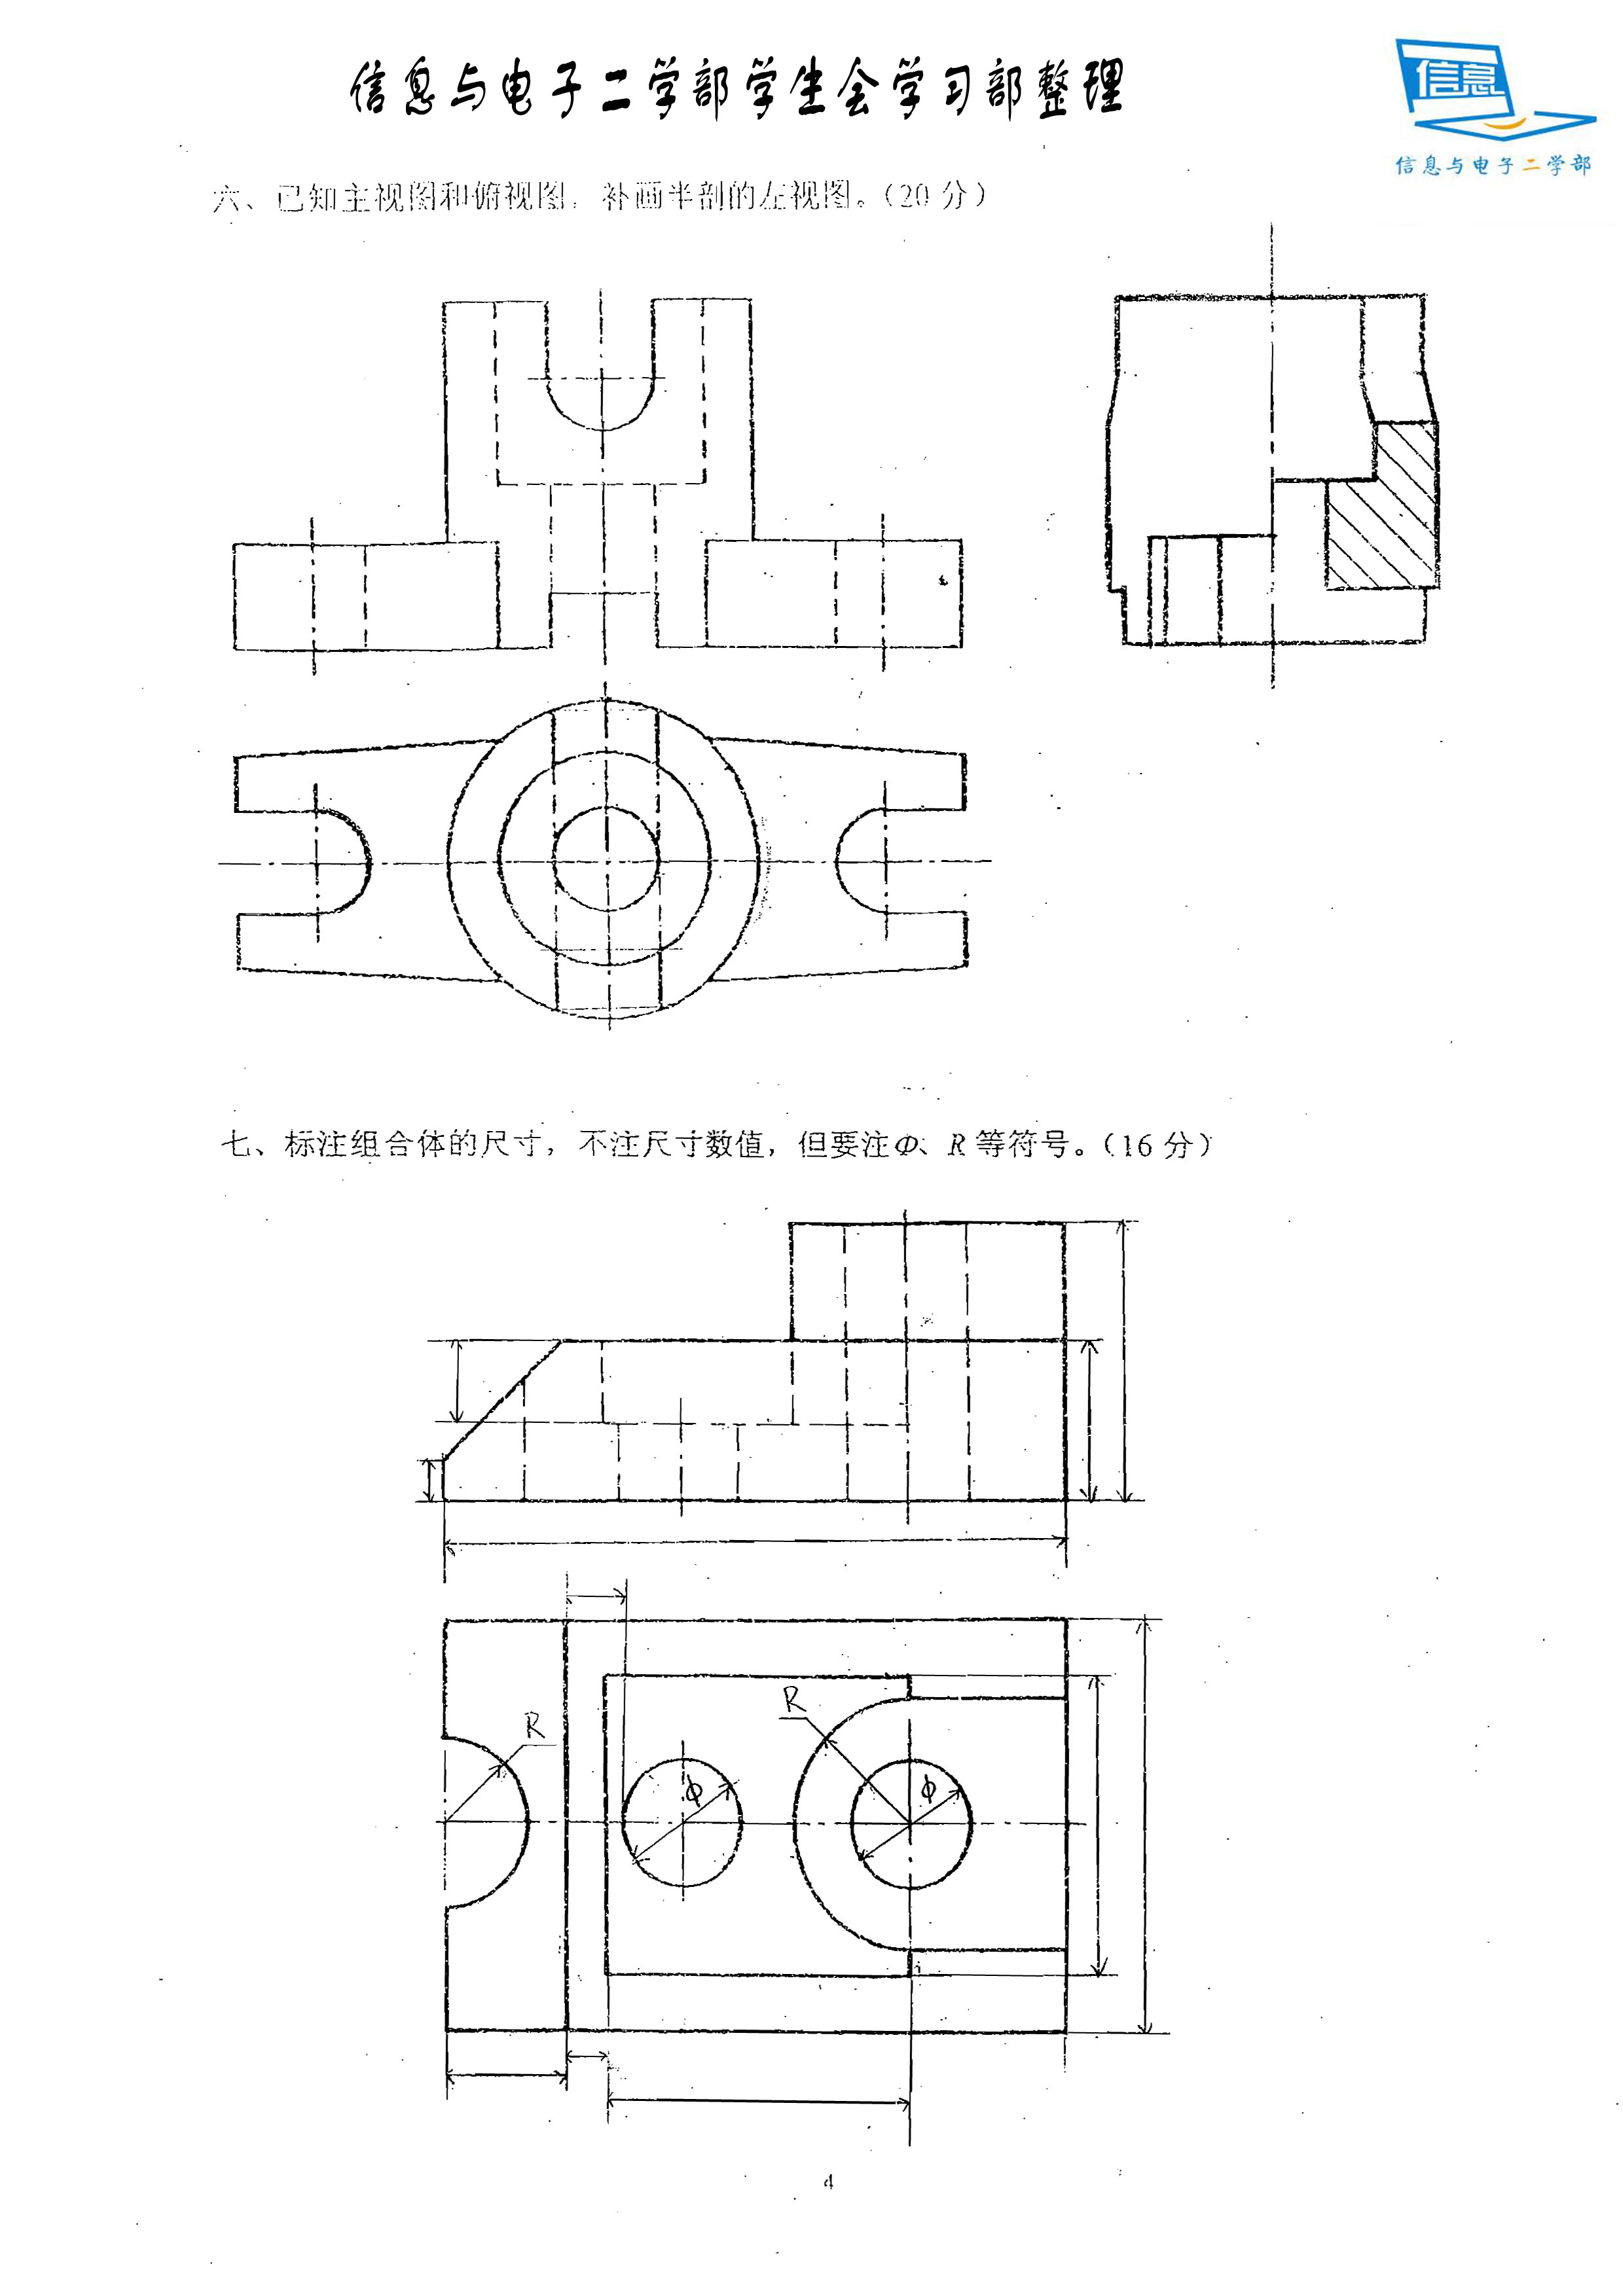 信息与电子二学部学生会学习部整理
信息
信息与电子二学部
六、已知主视图和俯视图，补画半剖的左视图。（20 分）
七、标注组合体的尺寸，不注尺寸数值，但要注Φ、R 等符号。（16 分）
R
R
ϕ
ϕ
4